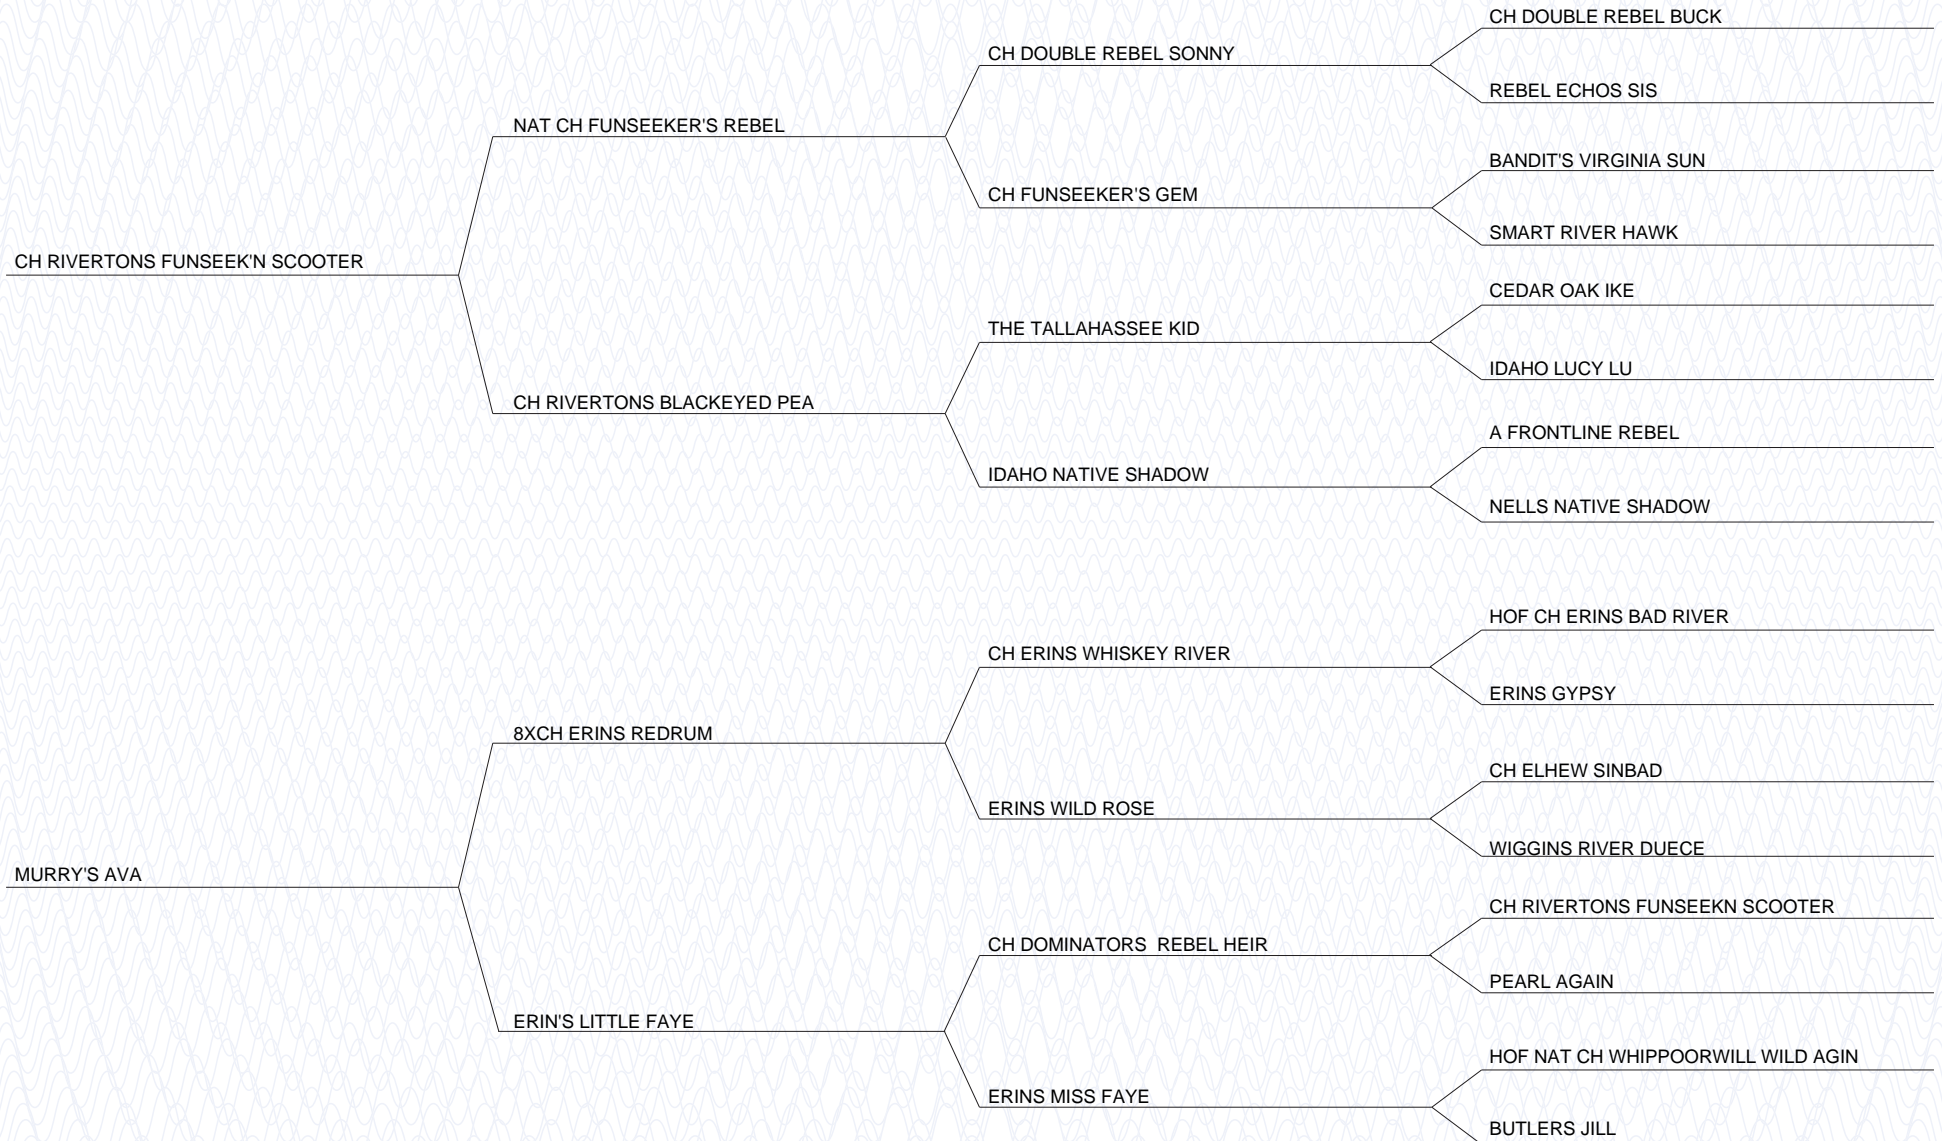 CH DOUBLE REBEL BUCK
CH DOUBLE REBEL SONNY
REBEL ECHOS SIS
NAT CH FUNSEEKER'S REBEL
BANDIT'S VIRGINIA SUN
CH FUNSEEKER'S GEM
SMART RIVER HAWK
CH RIVERTONS FUNSEEK'N SCOOTER
CEDAR OAK IKE
THE TALLAHASSEE KID
IDAHO LUCY LU
CH RIVERTONS BLACKEYED PEA
A FRONTLINE REBEL
IDAHO NATIVE SHADOW
NELLS NATIVE SHADOW
HOF CH ERINS BAD RIVER
CH ERINS WHISKEY RIVER
ERINS GYPSY
8XCH ERINS REDRUM
CH ELHEW SINBAD
ERINS WILD ROSE
WIGGINS RIVER DUECE
MURRY'S AVA
CH RIVERTONS FUNSEEKN SCOOTER
CH DOMINATORS  REBEL HEIR
PEARL AGAIN
ERIN'S LITTLE FAYE
HOF NAT CH WHIPPOORWILL WILD AGIN
ERINS MISS FAYE
BUTLERS JILL